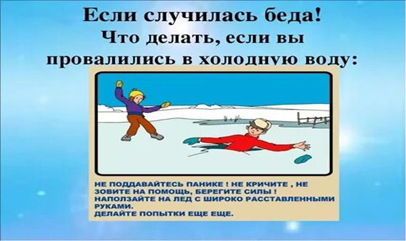 Если случилась беда!
Что делать, если вы
провалились в холодную воду:
НЕ ПОДДАВАЙТЕСЬ ПАНИКЕ ! НЕ КРИЧИТЕ , НЕ
ЗОВИТЕ НА ПОМОЩЬ, БЕРЕГИТЕ СИЛЫ !
НАПОЛЗАЙТЕ НА ЛЕД С ШИРОКО РАССТАВЛЕННЫМИ
РУКАМИ.
ДЕЛАЙТЕ ПОПЫТКИ ЕЩЕ ЕЩЕ.